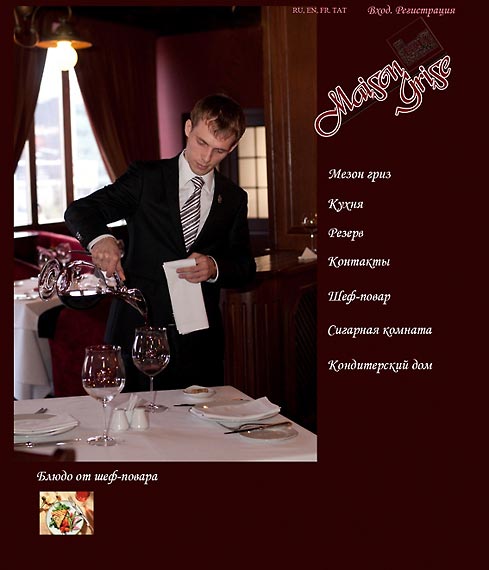 RU, EN, FR. TAT
Вход. Регистрация
Maison
Grise
Мезон гриз
Кухня
Резерв
Контакты
Шеф-повар
Сигарная комната
Кондитерский дом
Блюдо от шеф-повара